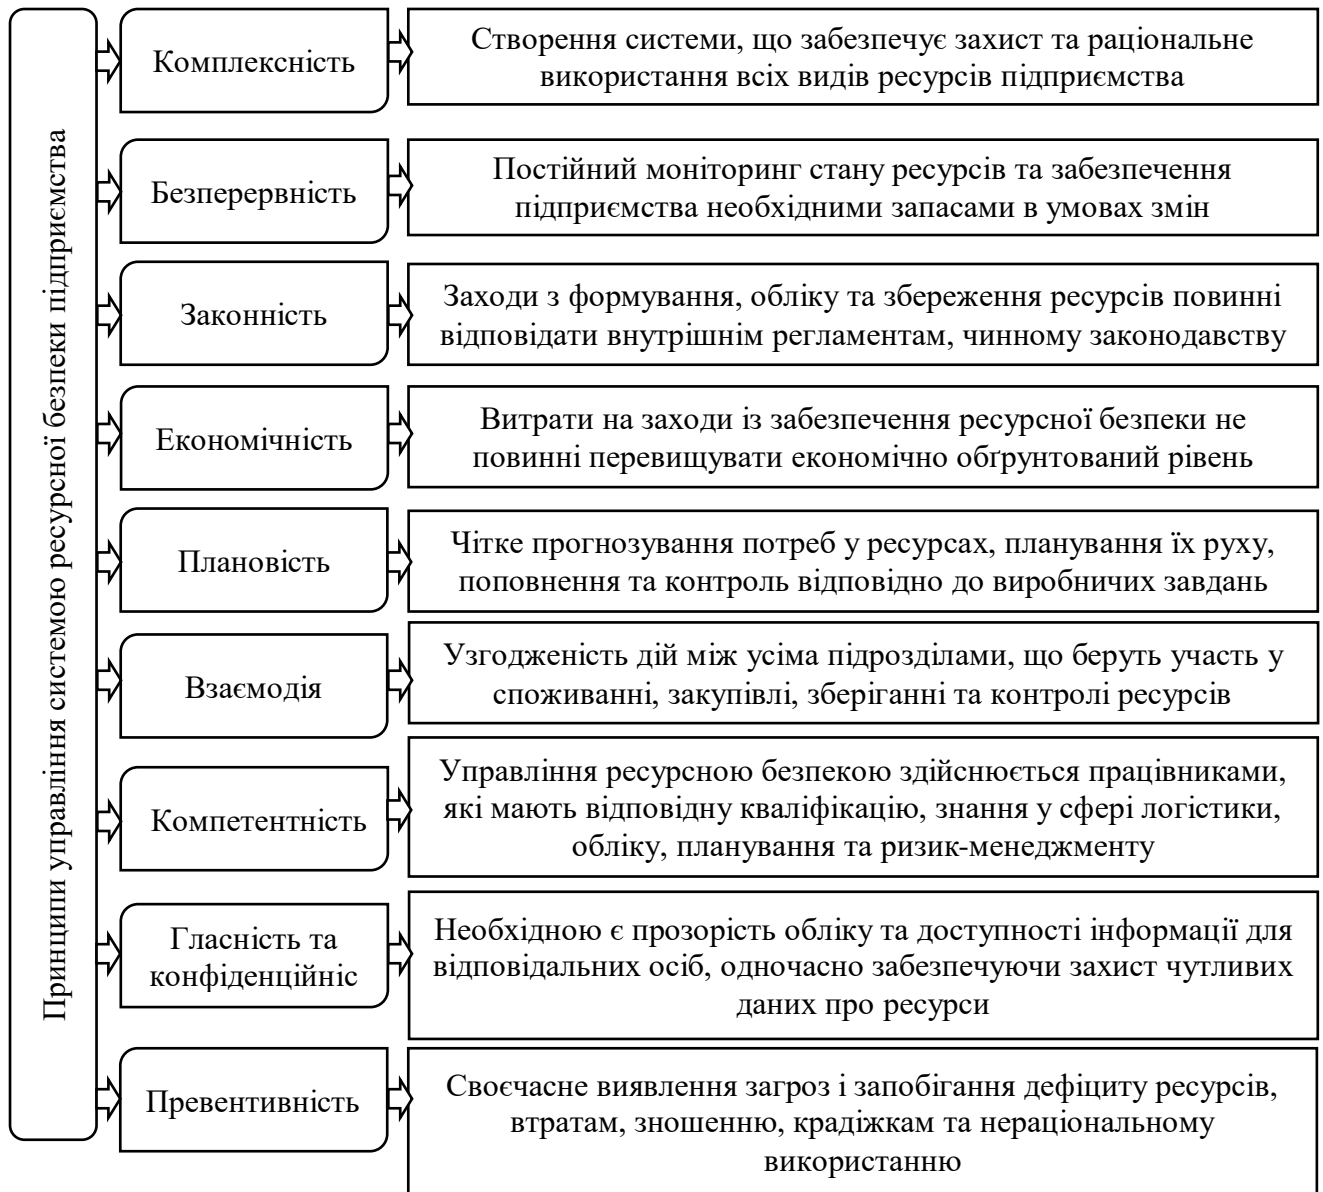 Принципи управління системою ресурсної безпеки підприємства
Комплексність
Створення системи, що забезпечує захист та раціональне
використання всіх видів ресурсів підприємства
Безперервність
Постійний моніторинг стану ресурсів та забезпечення
підприємства необхідними запасами в умовах змін
Законність
Заходи з формування, обліку та збереження ресурсів повинні
відповідати внутрішнім регламентам, чинному законодавству
Економічність
Витрати на заходи із забезпечення ресурсної безпеки не
повинні перевищувати економічно обґрунтований рівень
Плановість
Чітке прогнозування потреб у ресурсах, планування їх руху,
поповнення та контроль відповідно до виробничих завдань
Взаємодія
Узгодженість дій між усіма підрозділами, що беруть участь у
споживанні, закупівлі, зберіганні та контролі ресурсів
Компетентність
Управління ресурсною безпекою здійснюється працівниками,
які мають відповідну кваліфікацію, знання у сфері логістики,
обліку, планування та ризик-менеджменту
Гласність та
конфіденційніс
Необхідною є прозорість обліку та доступності інформації для
відповідальних осіб, одночасно забезпечуючи захист чутливих
даних про ресурси
Превентивність
Своєчасне виявлення загроз і запобігання дефіциту ресурсів,
втратам, зношенню, крадіжкам та нераціональному
використанню